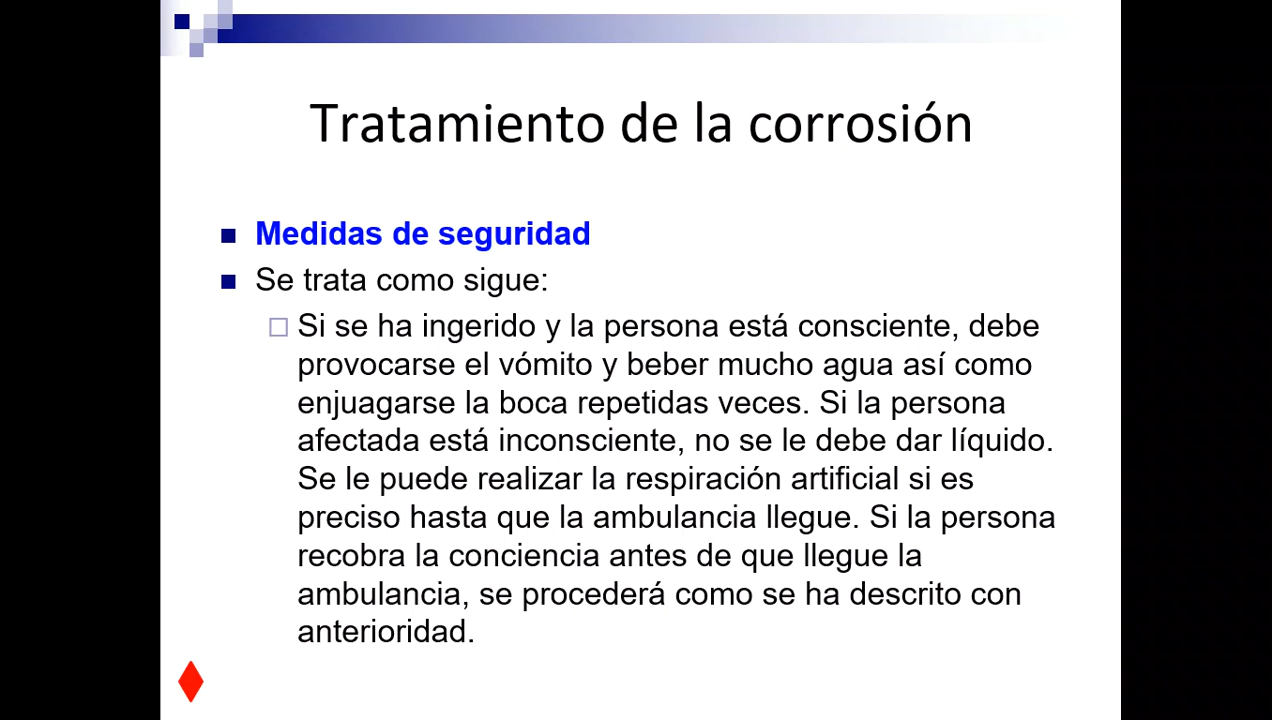 Tratamiento de la corrosión
Medidas de seguridad
Se trata como sigue:
Si se ha ingerido y la persona está consciente, debe
provocarse el vómito y beber mucho agua así como
enjuagarse la boca repetidas veces. Si la persona
afectada está inconsciente, no se le debe dar líquido.
Se le puede realizar la respiración artificial si es
preciso hasta que la ambulancia llegue. Si la persona
recobra la conciencia antes de que llegue la
ambulancia, se procederá como se ha descrito con
anterioridad.